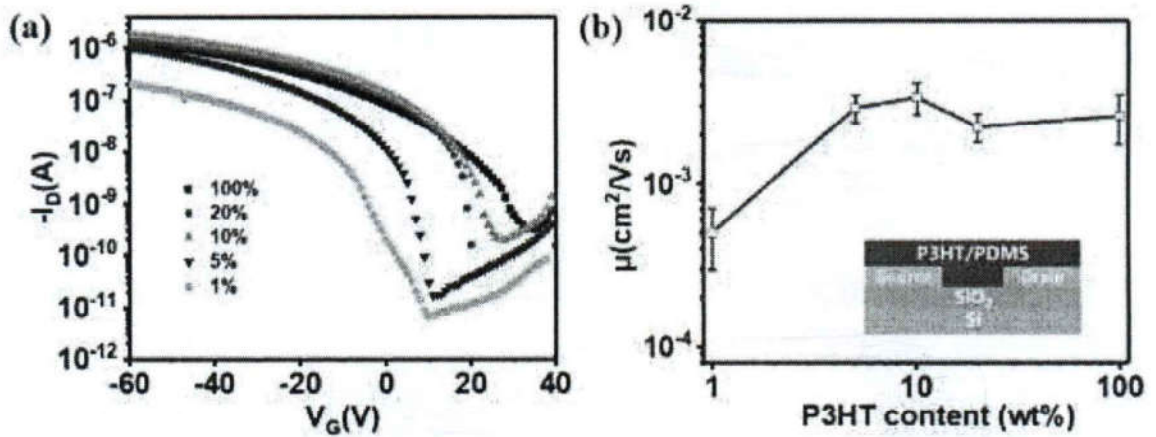 (a)
-I_D(A)
10⁻⁶
10⁻⁷
10⁻⁸
10⁻⁹
10⁻¹⁰
10⁻¹¹
10⁻¹²
100%
20%
10%
5%
1%
-60 -40 -20 0 20 40
V_G(V)
(b)
μ(cm²/Vs)
10⁻²
10⁻³
10⁻⁴
P3HT/PDMS
Source Drain
SiO₂
Si
1 10 100
P3HT content (wt%)